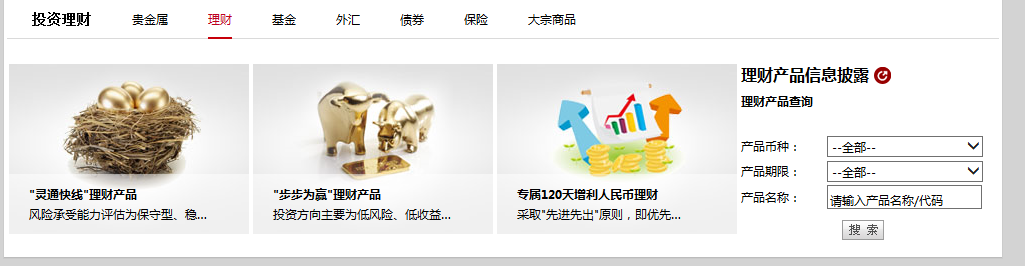 投资理财 贵金属 理财 基金 外汇 债券 保险 大宗商品
"灵通快线"理财产品
风险承受能力评估为保守型、稳...
"步步为赢"理财产品
投资方向主要为低风险、低收益...
专属120天增利人民币理财
采取"先进先出"原则，即优先...
理财产品信息披露
理财产品查询
产品币种： --全部--
产品期限： --全部--
产品名称： 请输入产品名称/代码
搜 索